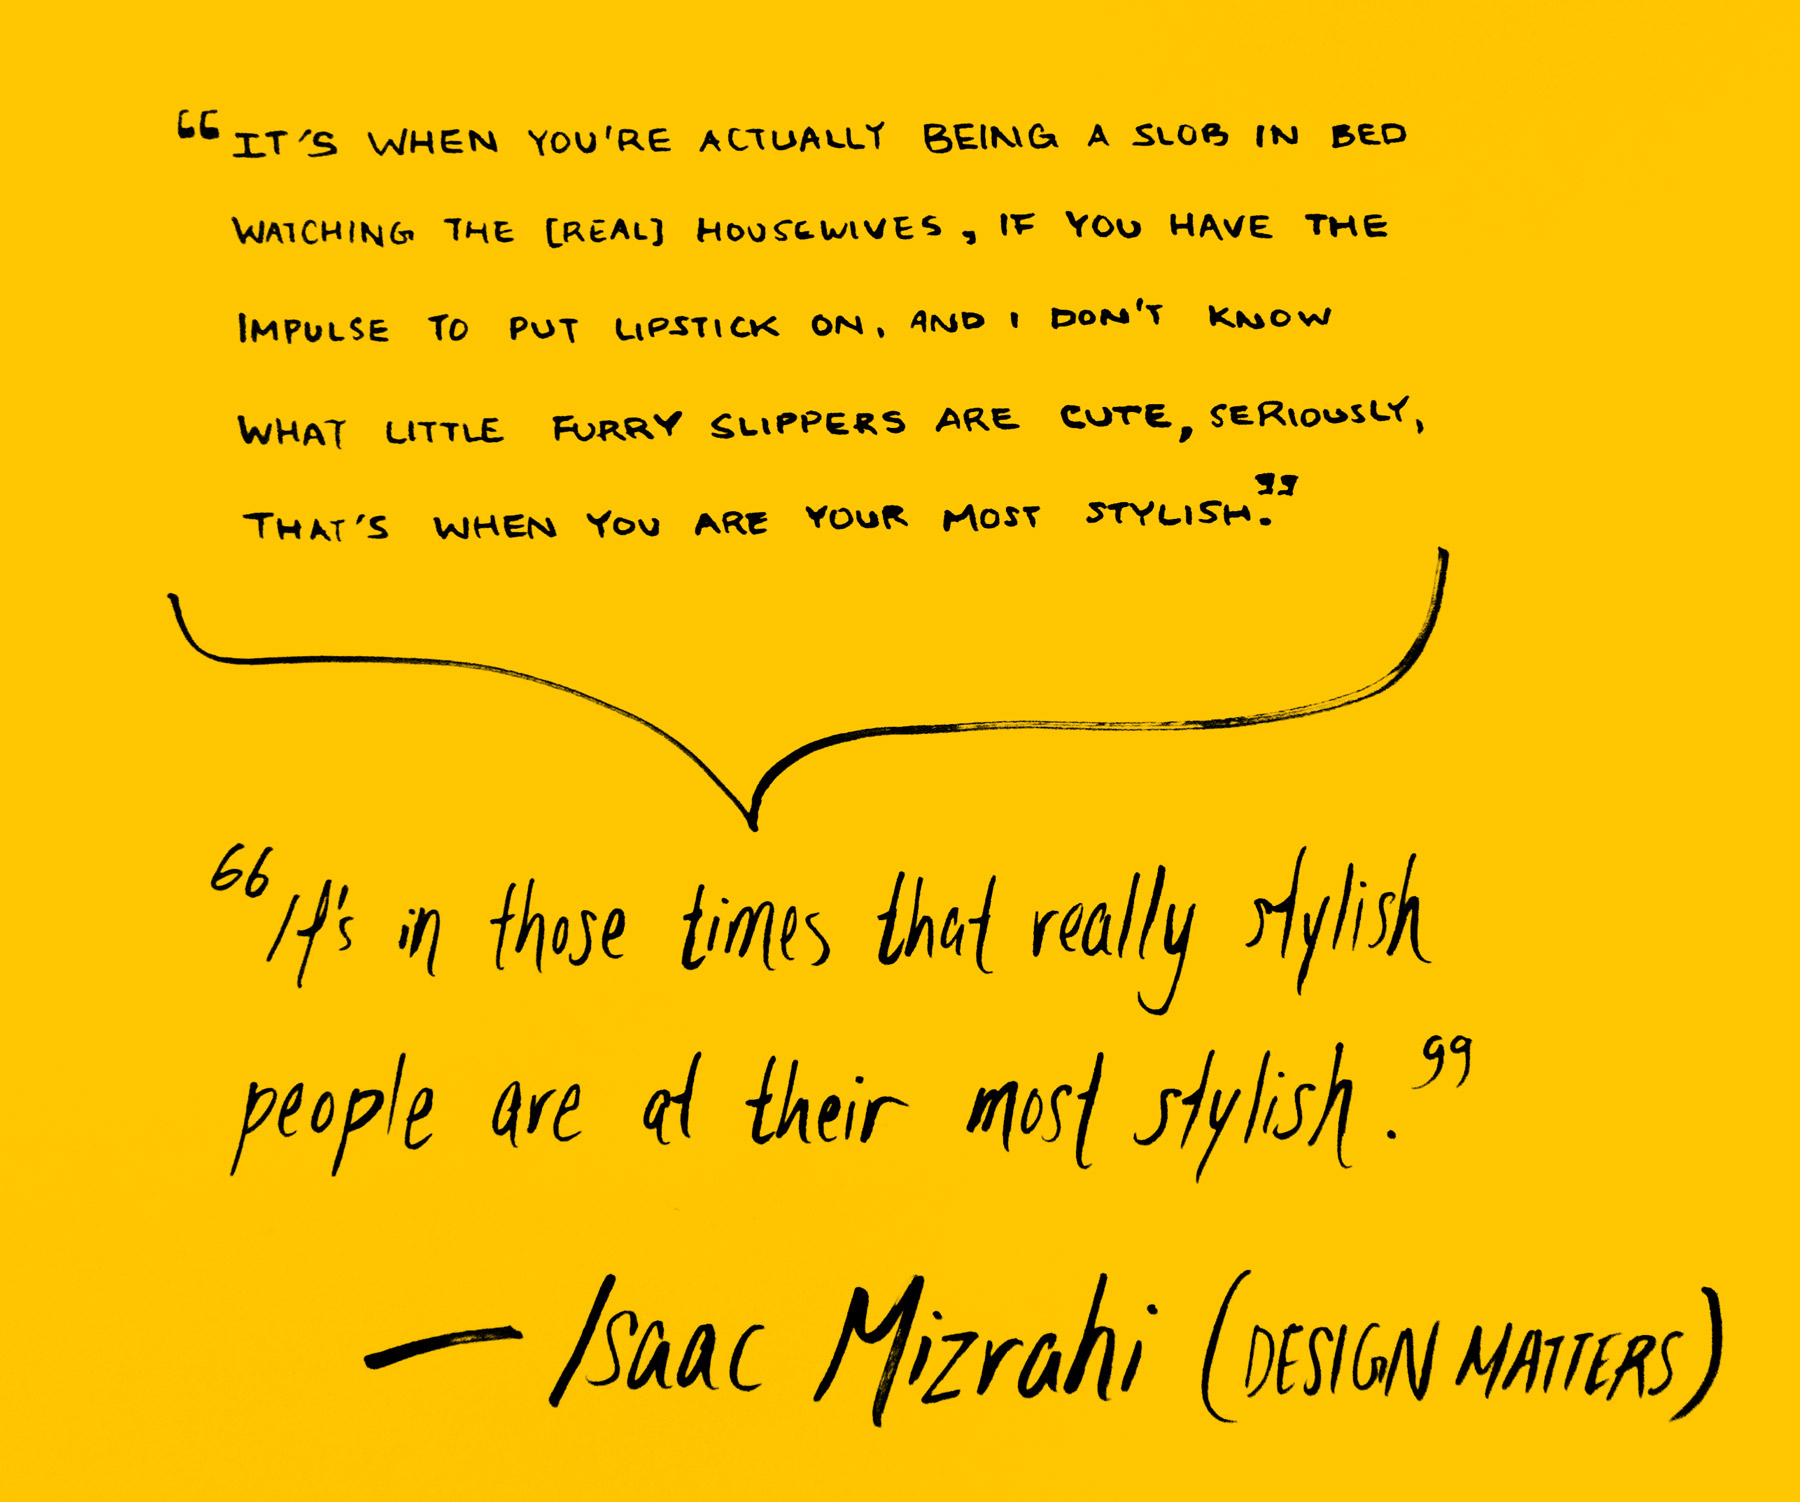 “IT'S WHEN YOU'RE ACTUALLY BEING A SLOB IN BED
WATCHING THE [REAL] HOUSEWIVES, IF YOU HAVE THE
IMPULSE TO PUT LIPSTICK ON, AND I DON'T KNOW
WHAT LITTLE FURRY SLIPPERS ARE CUTE, SERIOUSLY,
THAT'S WHEN YOU ARE YOUR MOST STYLISH.”
“It's in those times that really stylish
people are at their most stylish.”
— Isaac Mizrahi (DESIGN MATTERS)